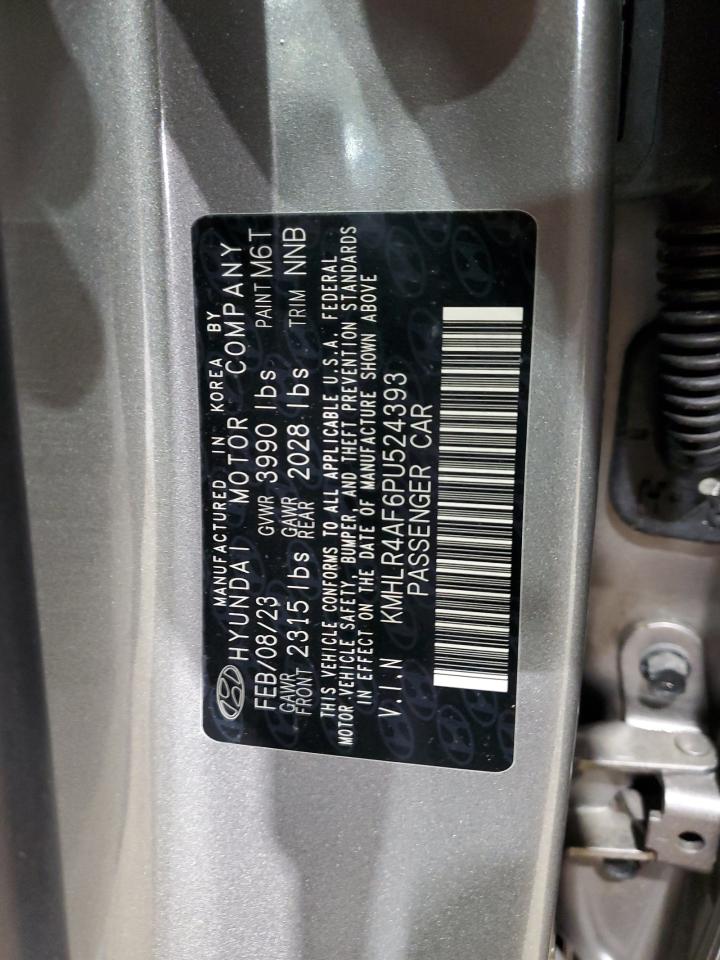 MANUFACTURED IN KOREA BY
HYUNDAI MOTOR COMPANY
FEB/08/23 GVWR 3990 lbs PAINT M6T
GAWR FRONT 2315 lbs GAWR REAR 2028 lbs TRIM NNB
THIS VEHICLE CONFORMS TO ALL APPLICABLE U.S.A. FEDERAL
MOTOR VEHICLE SAFETY, BUMPER, AND THEFT PREVENTION STANDARDS
IN EFFECT ON THE DATE OF MANUFACTURE SHOWN ABOVE
V.I.N KMHLR4AF6PU524393
PASSENGER CAR